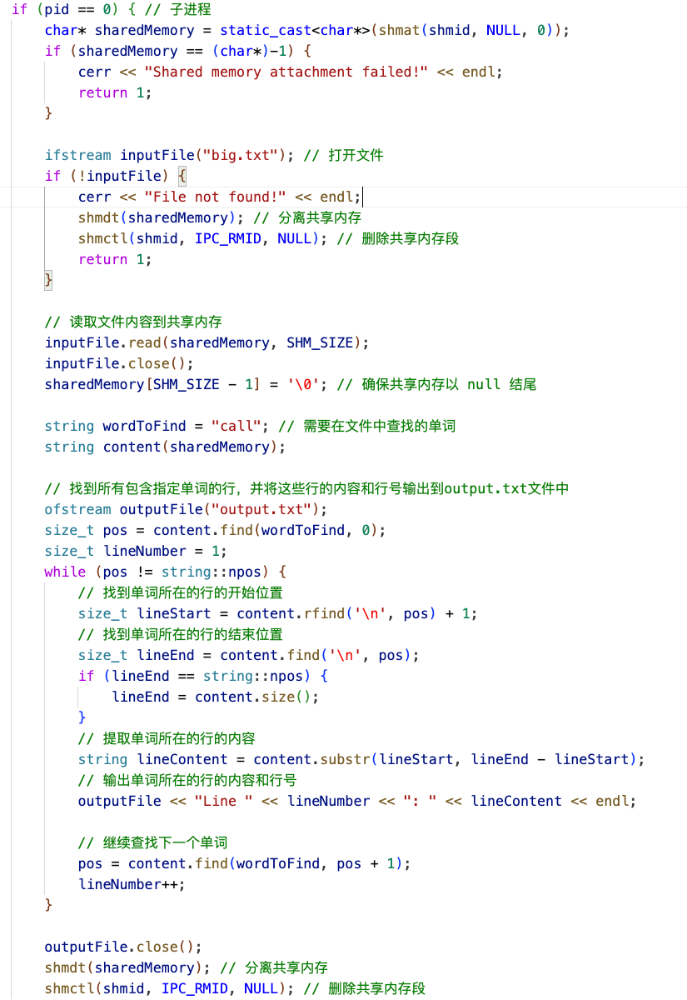 if (pid == 0) { // 子进程
    char* sharedMemory = static_cast<char*>(shmat(shmid, NULL, 0));
    if (sharedMemory == (char*)-1) {
        cerr << "Shared memory attachment failed!" << endl;
        return 1;
    }

    ifstream inputFile("big.txt"); // 打开文件
    if (!inputFile) {
        cerr << "File not found!" << endl;
        shmdt(sharedMemory); // 分离共享内存
        shmctl(shmid, IPC_RMID, NULL); // 删除共享内存段
        return 1;
    }

    // 读取文件内容到共享内存
    inputFile.read(sharedMemory, SHM_SIZE);
    inputFile.close();
    sharedMemory[SHM_SIZE - 1] = '\0'; // 确保共享内存以 null 结尾

    string wordToFind = "call"; // 需要在文件中查找的单词
    string content(sharedMemory);

    // 找到所有包含指定单词的行，并将这些行的内容和行号输出到output.txt文件中
    ofstream outputFile("output.txt");
    size_t pos = content.find(wordToFind, 0);
    size_t lineNumber = 1;
    while (pos != string::npos) {
        // 找到单词所在的行的开始位置
        size_t lineStart = content.rfind('\n', pos) + 1;
        // 找到单词所在的行的结束位置
        size_t lineEnd = content.find('\n', pos);
        if (lineEnd == string::npos) {
            lineEnd = content.size();
        }
        // 提取单词所在的行的内容
        string lineContent = content.substr(lineStart, lineEnd - lineStart);
        // 输出单词所在的行的内容和行号
        outputFile << "Line " << lineNumber << ": " << lineContent << endl;

        // 继续查找下一个单词
        pos = content.find(wordToFind, pos + 1);
        lineNumber++;
    }

    outputFile.close();
    shmdt(sharedMemory); // 分离共享内存
    shmctl(shmid, IPC_RMID, NULL); // 删除共享内存段